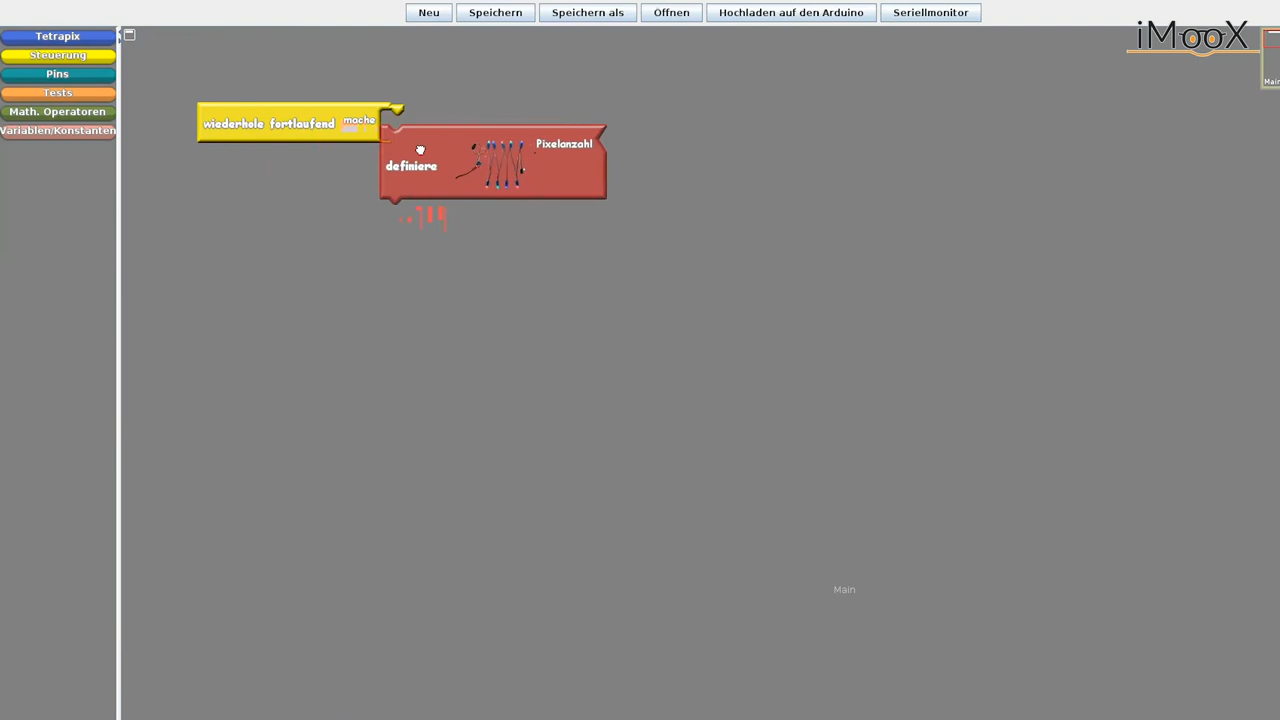 Neu Speichern Speichern als Öffnen Hochladen auf den Arduino Seriellmonitor
iMooX
Tetrapix
Steuerung
Pins
Tests
Math. Operatoren
Variablen/Konstanten
Main
wiederhole fortlaufend mache
Pixelanzahl
definiere
Main